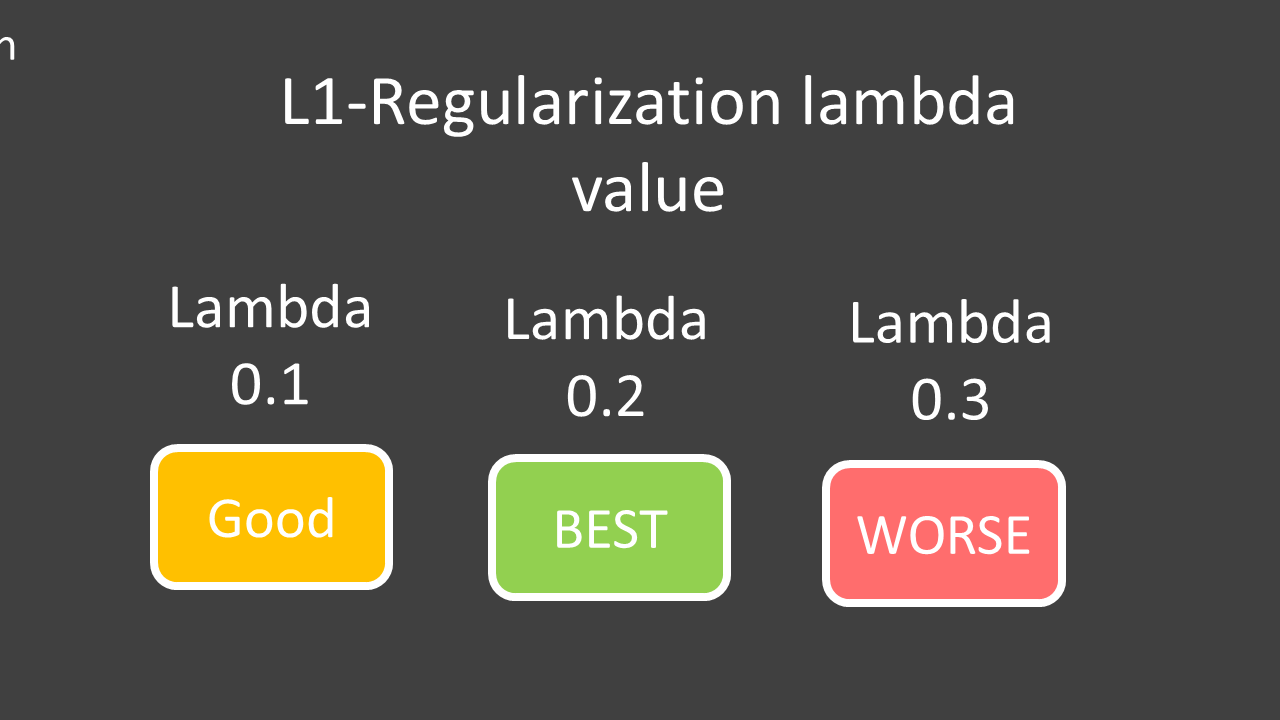 L1-Regularization lambda
value
Lambda
0.1
Lambda
0.2
Lambda
0.3
Good
BEST
WORSE